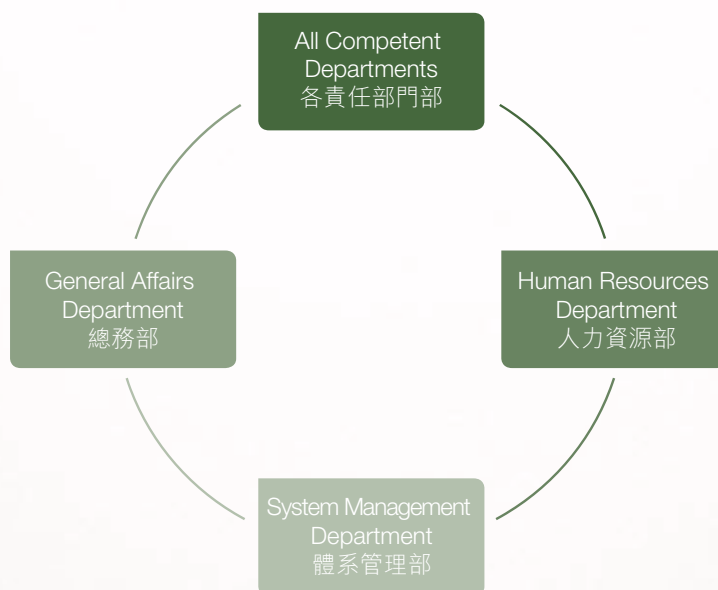 All Competent
Departments
各責任部門部
General Affairs
Department
總務部
Human Resources
Department
人力資源部
System Management
Department
體系管理部